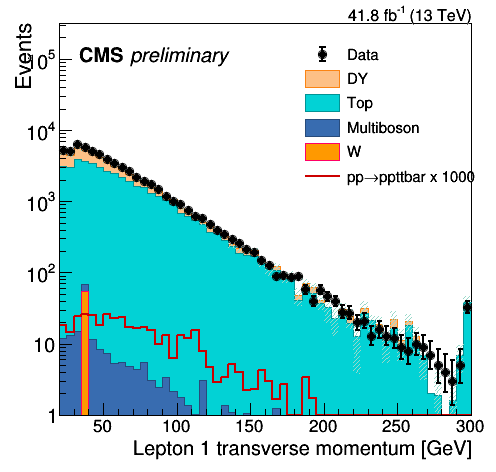 41.8 fb⁻¹ (13 TeV)
Events
CMS preliminary
Data
DY
Top
Multiboson
W
pp→ppttbar x 1000
10⁵
10⁴
10³
10²
10
1
50 100 150 200 250 300
Lepton 1 transverse momentum [GeV]